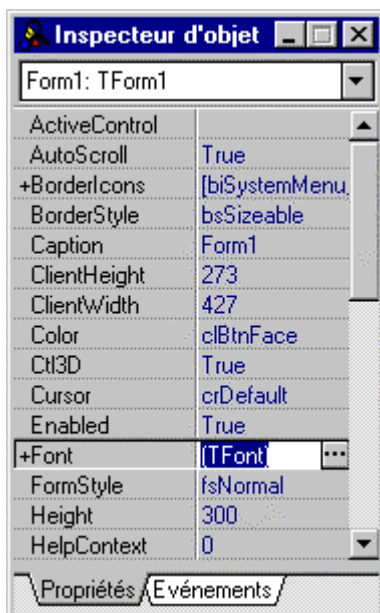 Inspecteur d'objet
Form1: TForm1
ActiveControl
AutoScroll True
+BorderIcons [biSystemMenu,
BorderStyle bsSizeable
Caption Form1
ClientHeight 273
ClientWidth 427
Color clBtnFace
Ctl3D True
Cursor crDefault
Enabled True
+Font (TFont) ...
FormStyle fsNormal
Height 300
HelpContext 0
Propriétés Evénements